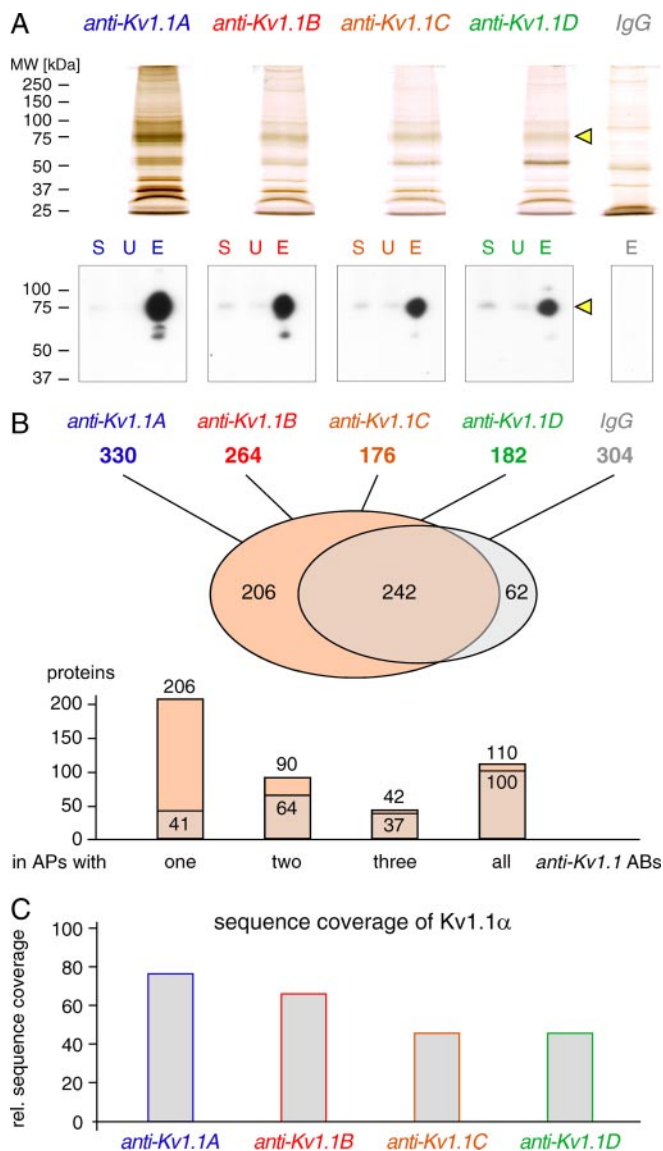 A
anti-Kv1.1A anti-Kv1.1B anti-Kv1.1C anti-Kv1.1D IgG
MW [kDa]
250
150
100
75
50
37
25
S U E S U E S U E S U E E
100
75
50
37
B
anti-Kv1.1A anti-Kv1.1B anti-Kv1.1C anti-Kv1.1D IgG
330 264 176 182 304
206 242 62
proteins
200
150
100
50
0
206 90 42 110
41 64 37 100
in APs with one two three all anti-Kv1.1 ABs
C
sequence coverage of Kv1.1α
rel. sequence coverage
100
80
60
40
20
0
anti-Kv1.1A anti-Kv1.1B anti-Kv1.1C anti-Kv1.1D